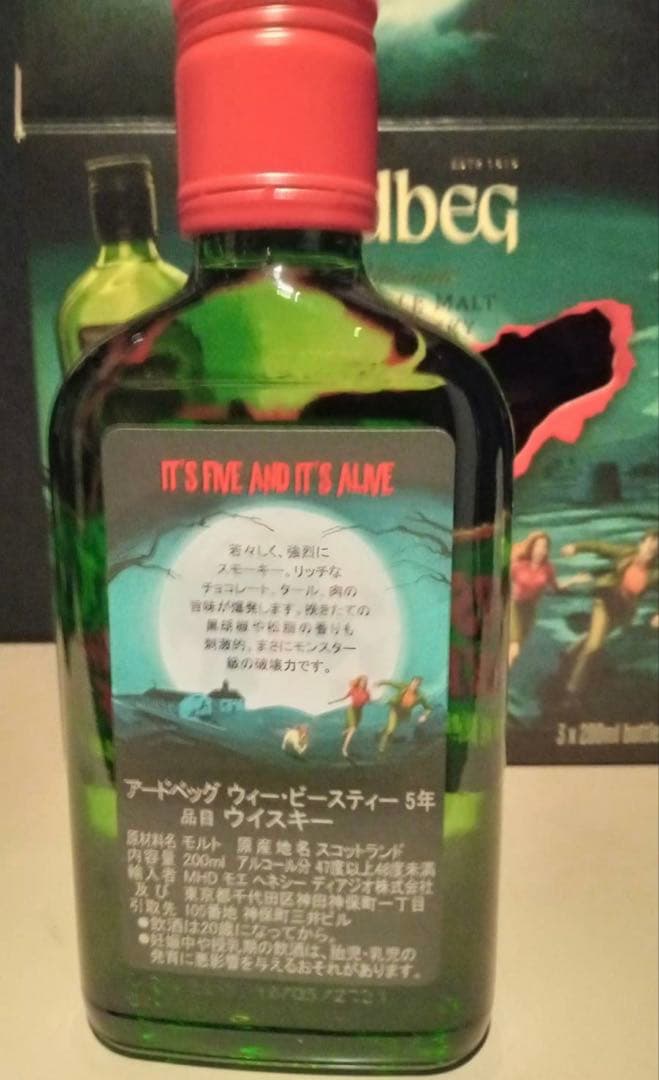 ESTD 1815
dBEG
LE MALT
KY
IT'S FIVE AND IT'S ALIVE
若々しく、強烈に
スモーキー。リッチな
チョコレート、タール、肉の
旨味が爆発します。挽きたての
黒胡椒や松脂の香りも
刺激的。まさにモンスター
級の破壊力です。
アードベッグ ウィー・ビースティー 5年
品目 ウイスキー
原材料名 モルト 原産地名 スコットランド
内容量 200ml アルコール分 47度以上48度未満
輸入者 MHD モエ ヘネシー ディアジオ株式会社
及び 東京都千代田区神田神保町一丁目
引取先 105番地 神保町三井ビル
●飲酒は20歳になってから。
●妊娠中や授乳期の飲酒は、胎児・乳児の
発育に悪影響を与えるおそれがあります。
3 x 200ml bottles